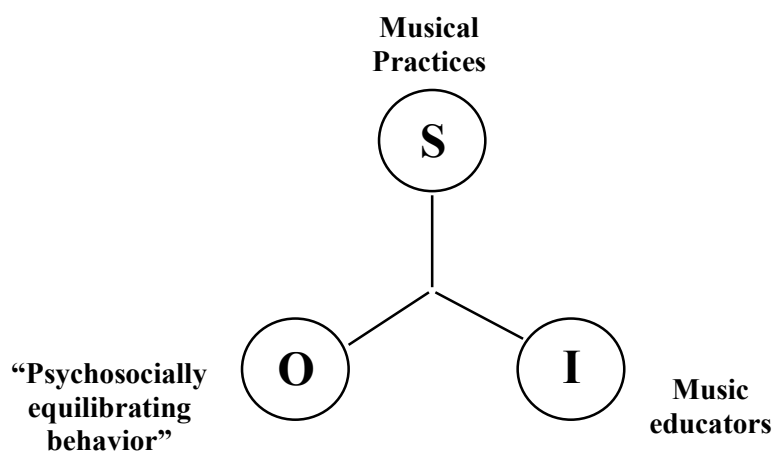 Musical
Practices
S
O
I
“Psychosocially
equilibrating
behavior”
Music
educators